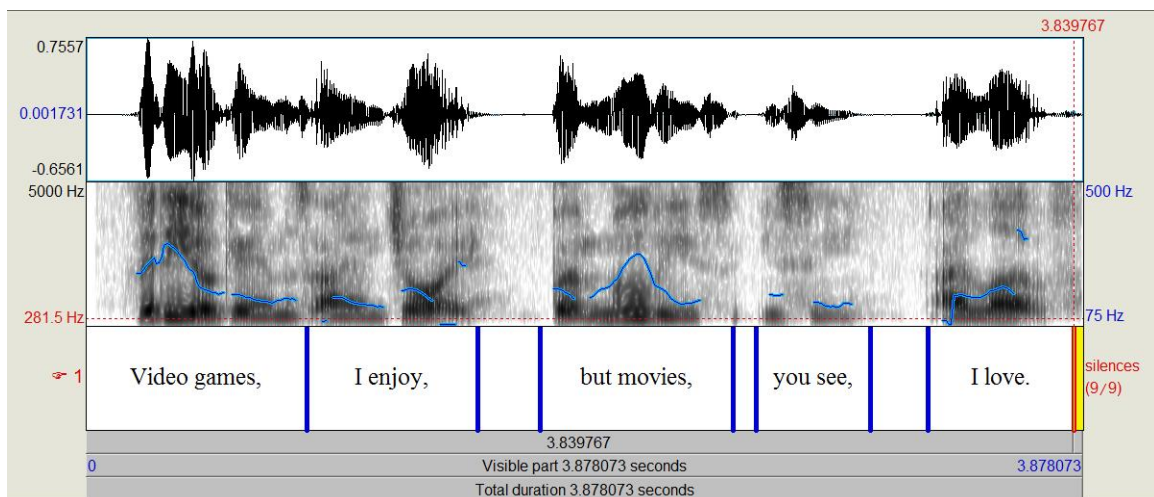 3.839767
0.7557
0.001731
-0.6561
5000 Hz 500 Hz
281.5 Hz 75 Hz
☞ 1 Video games, I enjoy, but movies, you see, I love. silences
(9/9)
3.839767
0 Visible part 3.878073 seconds 3.878073
Total duration 3.878073 seconds